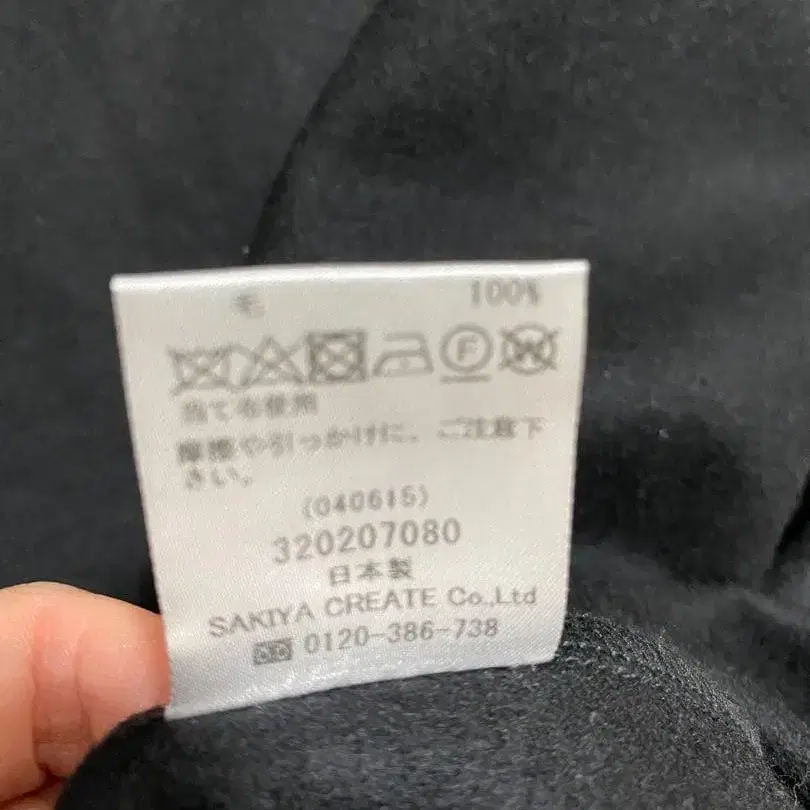 毛 100%
当て布使用
摩擦や引っかけに、ご注意下
さい。
(040615)
320207080
日本製
SAKIYA CREATE Co.,Ltd
0120-386-738